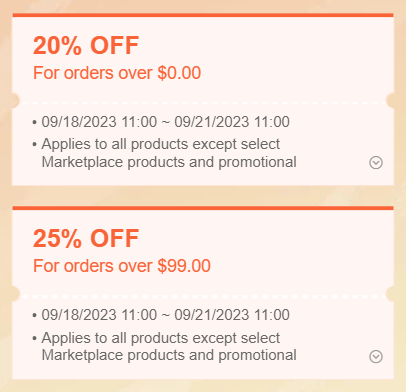 20% OFF
For orders over $0.00
• 09/18/2023 11:00 ~ 09/21/2023 11:00
• Applies to all products except select
Marketplace products and promotional
25% OFF
For orders over $99.00
• 09/18/2023 11:00 ~ 09/21/2023 11:00
• Applies to all products except select
Marketplace products and promotional